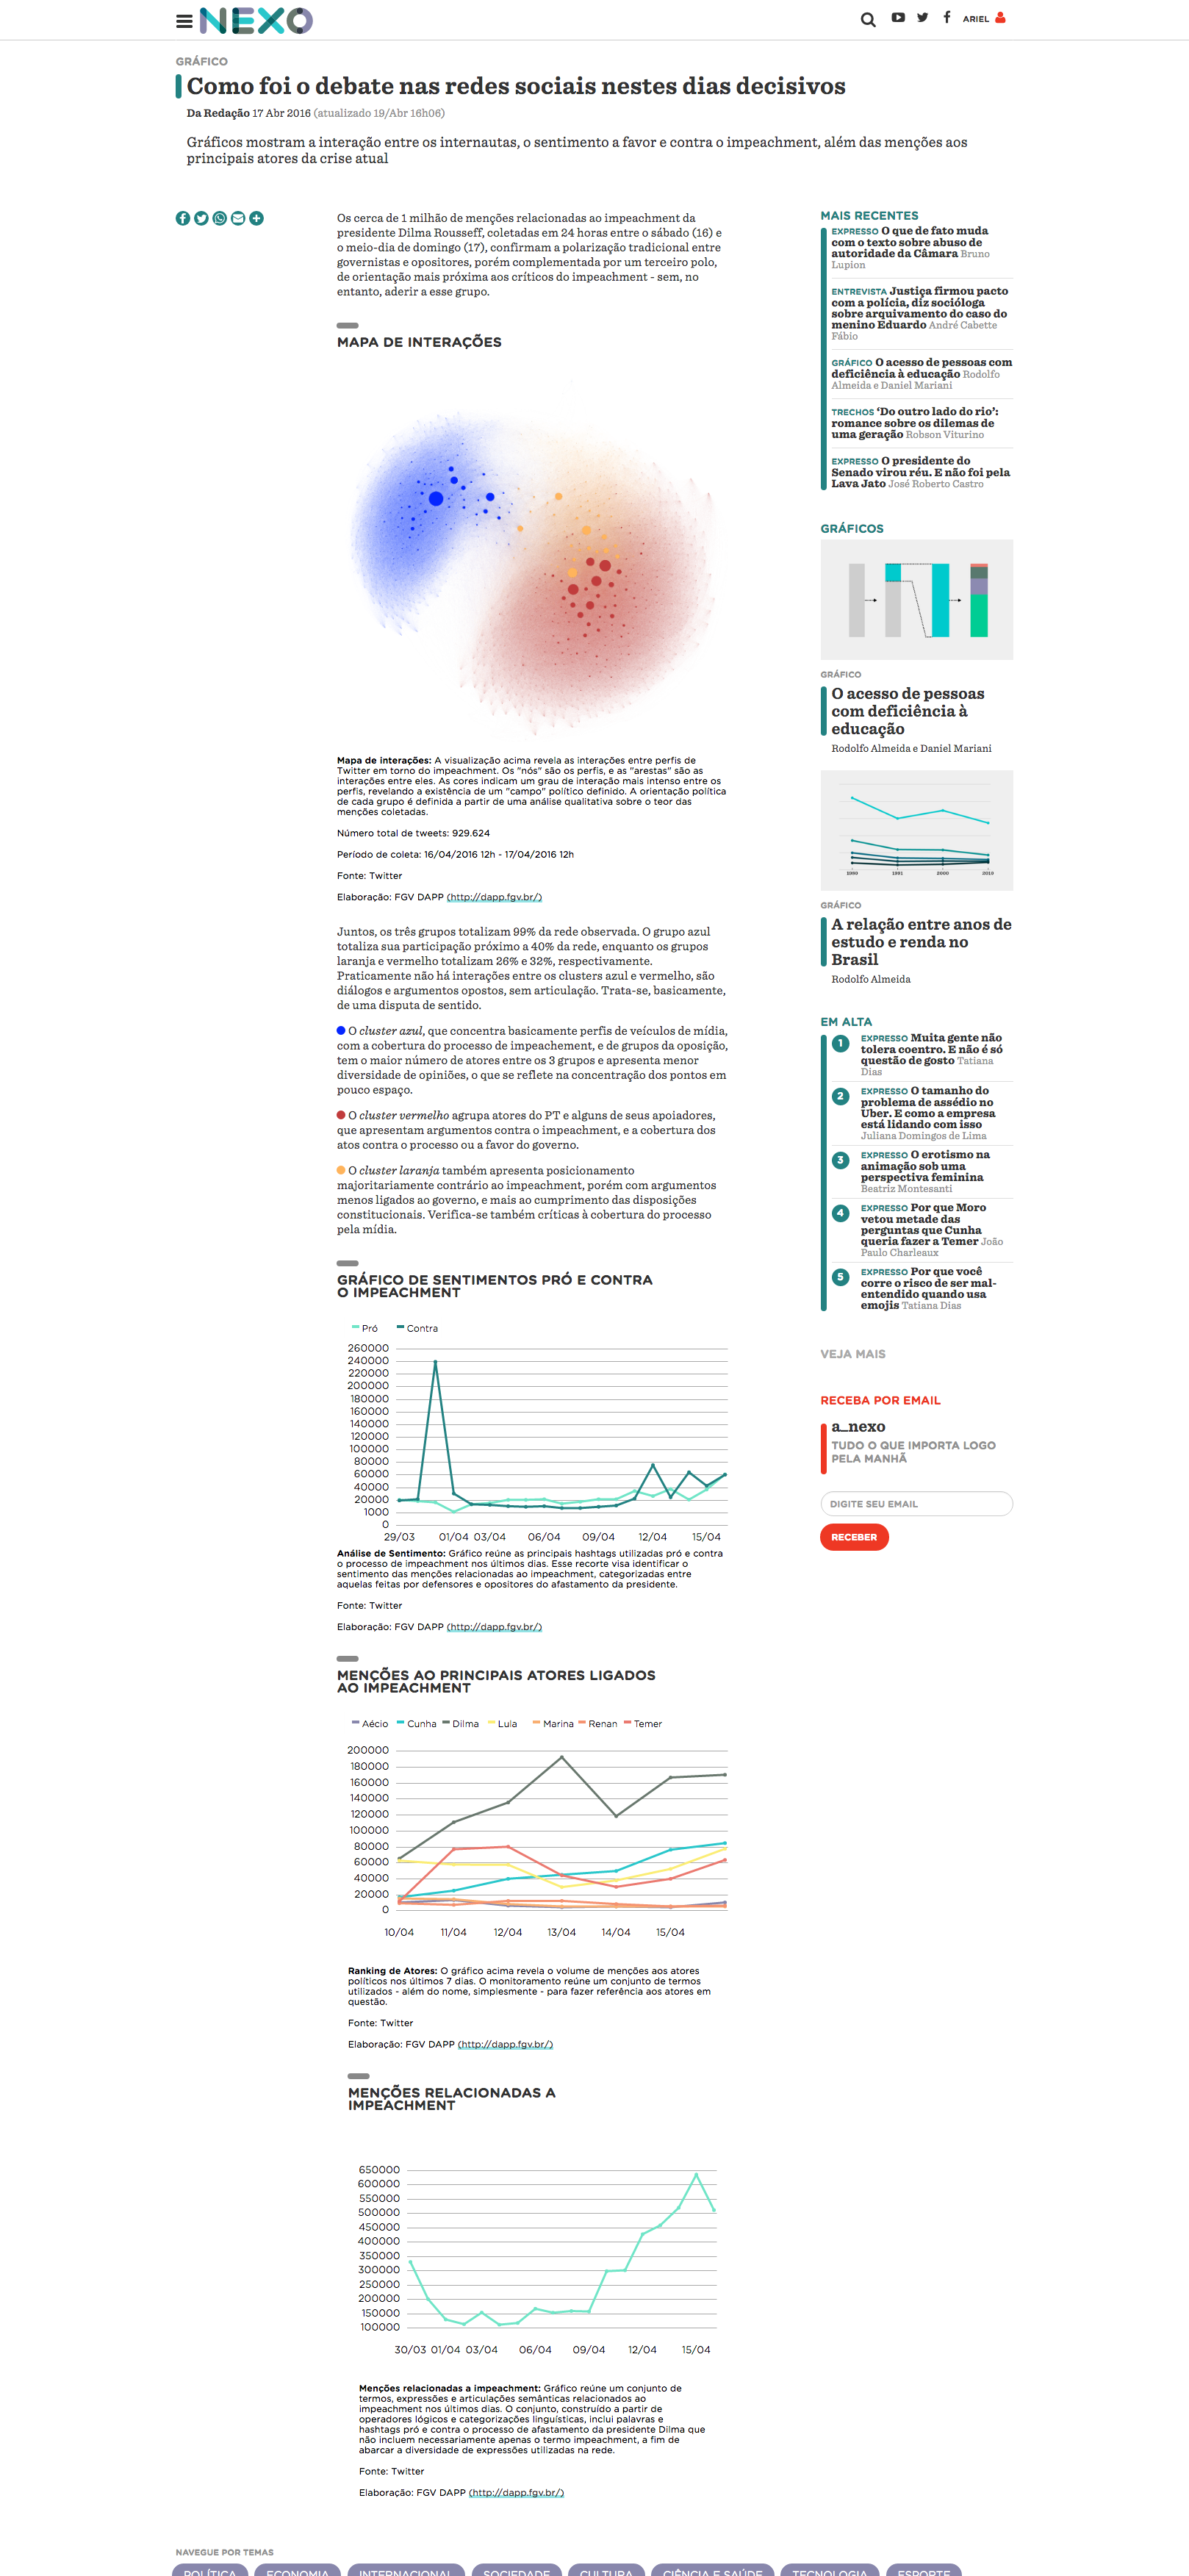 NEXO
ARIEL
GRÁFICO
Como foi o debate nas redes sociais nestes dias decisivos
Da Redação 17 Abr 2016 (atualizado 19/Abr 16h06)
Gráficos mostram a interação entre os internautas, o sentimento a favor e contra o impeachment, além das menções aos
principais atores da crise atual
Os cerca de 1 milhão de menções relacionadas ao impeachment da
presidente Dilma Rousseff, coletadas em 24 horas entre o sábado (16) e
o meio-dia de domingo (17), confirmam a polarização tradicional entre
governistas e opositores, porém complementada por um terceiro polo,
de orientação mais próxima aos críticos do impeachment - sem, no
entanto, aderir a esse grupo.
MAPA DE INTERAÇÕES
Mapa de interações: A visualização acima revela as interações entre perfis de
Twitter em torno do impeachment. Os "nós" são os perfis, e as "arestas" são as
interações entre eles. As cores indicam um grau de interação mais intenso entre os
perfis, revelando a existência de um "campo" político definido. A orientação política
de cada grupo é definida a partir de uma análise qualitativa sobre o teor das
menções coletadas.
Número total de tweets: 929.624
Período de coleta: 16/04/2016 12h - 17/04/2016 12h
Fonte: Twitter
Elaboração: FGV DAPP (http://dapp.fgv.br/)
Juntos, os três grupos totalizam 99% da rede observada. O grupo azul
totaliza sua participação próximo a 40% da rede, enquanto os grupos
laranja e vermelho totalizam 26% e 32%, respectivamente.
Praticamente não há interações entre os clusters azul e vermelho, são
diálogos e argumentos opostos, sem articulação. Trata-se, basicamente,
de uma disputa de sentido.
O cluster azul, que concentra basicamente perfis de veículos de mídia,
com a cobertura do processo de impeachement, e de grupos da oposição,
tem o maior número de atores entre os 3 grupos e apresenta menor
diversidade de opiniões, o que se reflete na concentração dos pontos em
pouco espaço.
O cluster vermelho agrupa atores do PT e alguns de seus apoiadores,
que apresentam argumentos contra o impeachment, e a cobertura dos
atos contra o processo ou a favor do governo.
O cluster laranja também apresenta posicionamento
majoritariamente contrário ao impeachment, porém com argumentos
menos ligados ao governo, e mais ao cumprimento das disposições
constitucionais. Verifica-se também críticas à cobertura do processo
pela mídia.
GRÁFICO DE SENTIMENTOS PRÓ E CONTRA
O IMPEACHMENT
Pró Contra
260000
240000
220000
200000
180000
160000
140000
120000
100000
80000
60000
40000
20000
1000
0
29/03 01/04 03/04 06/04 09/04 12/04 15/04
Análise de Sentimento: Gráfico reúne as principais hashtags utilizadas pró e contra
o processo de impeachment nos últimos dias. Esse recorte visa identificar o
sentimento das menções relacionadas ao impeachment, categorizadas entre
aquelas feitas por defensores e opositores do afastamento da presidente.
Fonte: Twitter
Elaboração: FGV DAPP (http://dapp.fgv.br/)
MENÇÕES AO PRINCIPAIS ATORES LIGADOS
AO IMPEACHMENT
Aécio Cunha Dilma Lula Marina Renan Temer
200000
180000
160000
140000
120000
100000
80000
60000
40000
20000
0
10/04 11/04 12/04 13/04 14/04 15/04
Ranking de Atores: O gráfico acima revela o volume de menções aos atores
políticos nos últimos 7 dias. O monitoramento reúne um conjunto de termos
utilizados - além do nome, simplesmente - para fazer referência aos atores em
questão.
Fonte: Twitter
Elaboração: FGV DAPP (http://dapp.fgv.br/)
MENÇÕES RELACIONADAS A
IMPEACHMENT
650000
600000
550000
500000
450000
400000
350000
300000
250000
200000
150000
100000
30/03 01/04 03/04 06/04 09/04 12/04 15/04
Menções relacionadas a impeachment: Gráfico reúne um conjunto de
termos, expressões e articulações semânticas relacionados ao
impeachment nos últimos dias. O conjunto, construído a partir de
operadores lógicos e categorizações linguísticas, inclui palavras e
hashtags pró e contra o processo de afastamento da presidente Dilma que
não incluem necessariamente apenas o termo impeachment, a fim de
abarcar a diversidade de expressões utilizadas na rede.
Fonte: Twitter
Elaboração: FGV DAPP (http://dapp.fgv.br/)
MAIS RECENTES
EXPRESSO O que de fato muda
com o texto sobre abuso de
autoridade da Câmara Bruno
Lupion
ENTREVISTA Justiça firmou pacto
com a polícia, diz socióloga
sobre arquivamento do caso do
menino Eduardo André Cabette
Fábio
GRÁFICO O acesso de pessoas com
deficiência à educação Rodolfo
Almeida e Daniel Mariani
TRECHOS ‘Do outro lado do rio’:
romance sobre os dilemas de
uma geração Robson Viturino
EXPRESSO O presidente do
Senado virou réu. E não foi pela
Lava Jato José Roberto Castro
GRÁFICOS
GRÁFICO
O acesso de pessoas
com deficiência à
educação
Rodolfo Almeida e Daniel Mariani
1980 1991 2000 2010
GRÁFICO
A relação entre anos de
estudo e renda no
Brasil
Rodolfo Almeida
EM ALTA
1 EXPRESSO Muita gente não
tolera coentro. E não é só
questão de gosto Tatiana
Dias
2 EXPRESSO O tamanho do
problema de assédio no
Uber. E como a empresa
está lidando com isso
Juliana Domingos de Lima
3 EXPRESSO O erotismo na
animação sob uma
perspectiva feminina
Beatriz Montesanti
4 EXPRESSO Por que Moro
vetou metade das
perguntas que Cunha
queria fazer a Temer João
Paulo Charleaux
5 EXPRESSO Por que você
corre o risco de ser mal-
entendido quando usa
emojis Tatiana Dias
VEJA MAIS
RECEBA POR EMAIL
a_nexo
TUDO O QUE IMPORTA LOGO
PELA MANHÃ
DIGITE SEU EMAIL
RECEBER
NAVEGUE POR TEMAS
POLÍTICA ECONOMIA INTERNACIONAL SOCIEDADE CULTURA CIÊNCIA E SAÚDE TECNOLOGIA ESPORTE